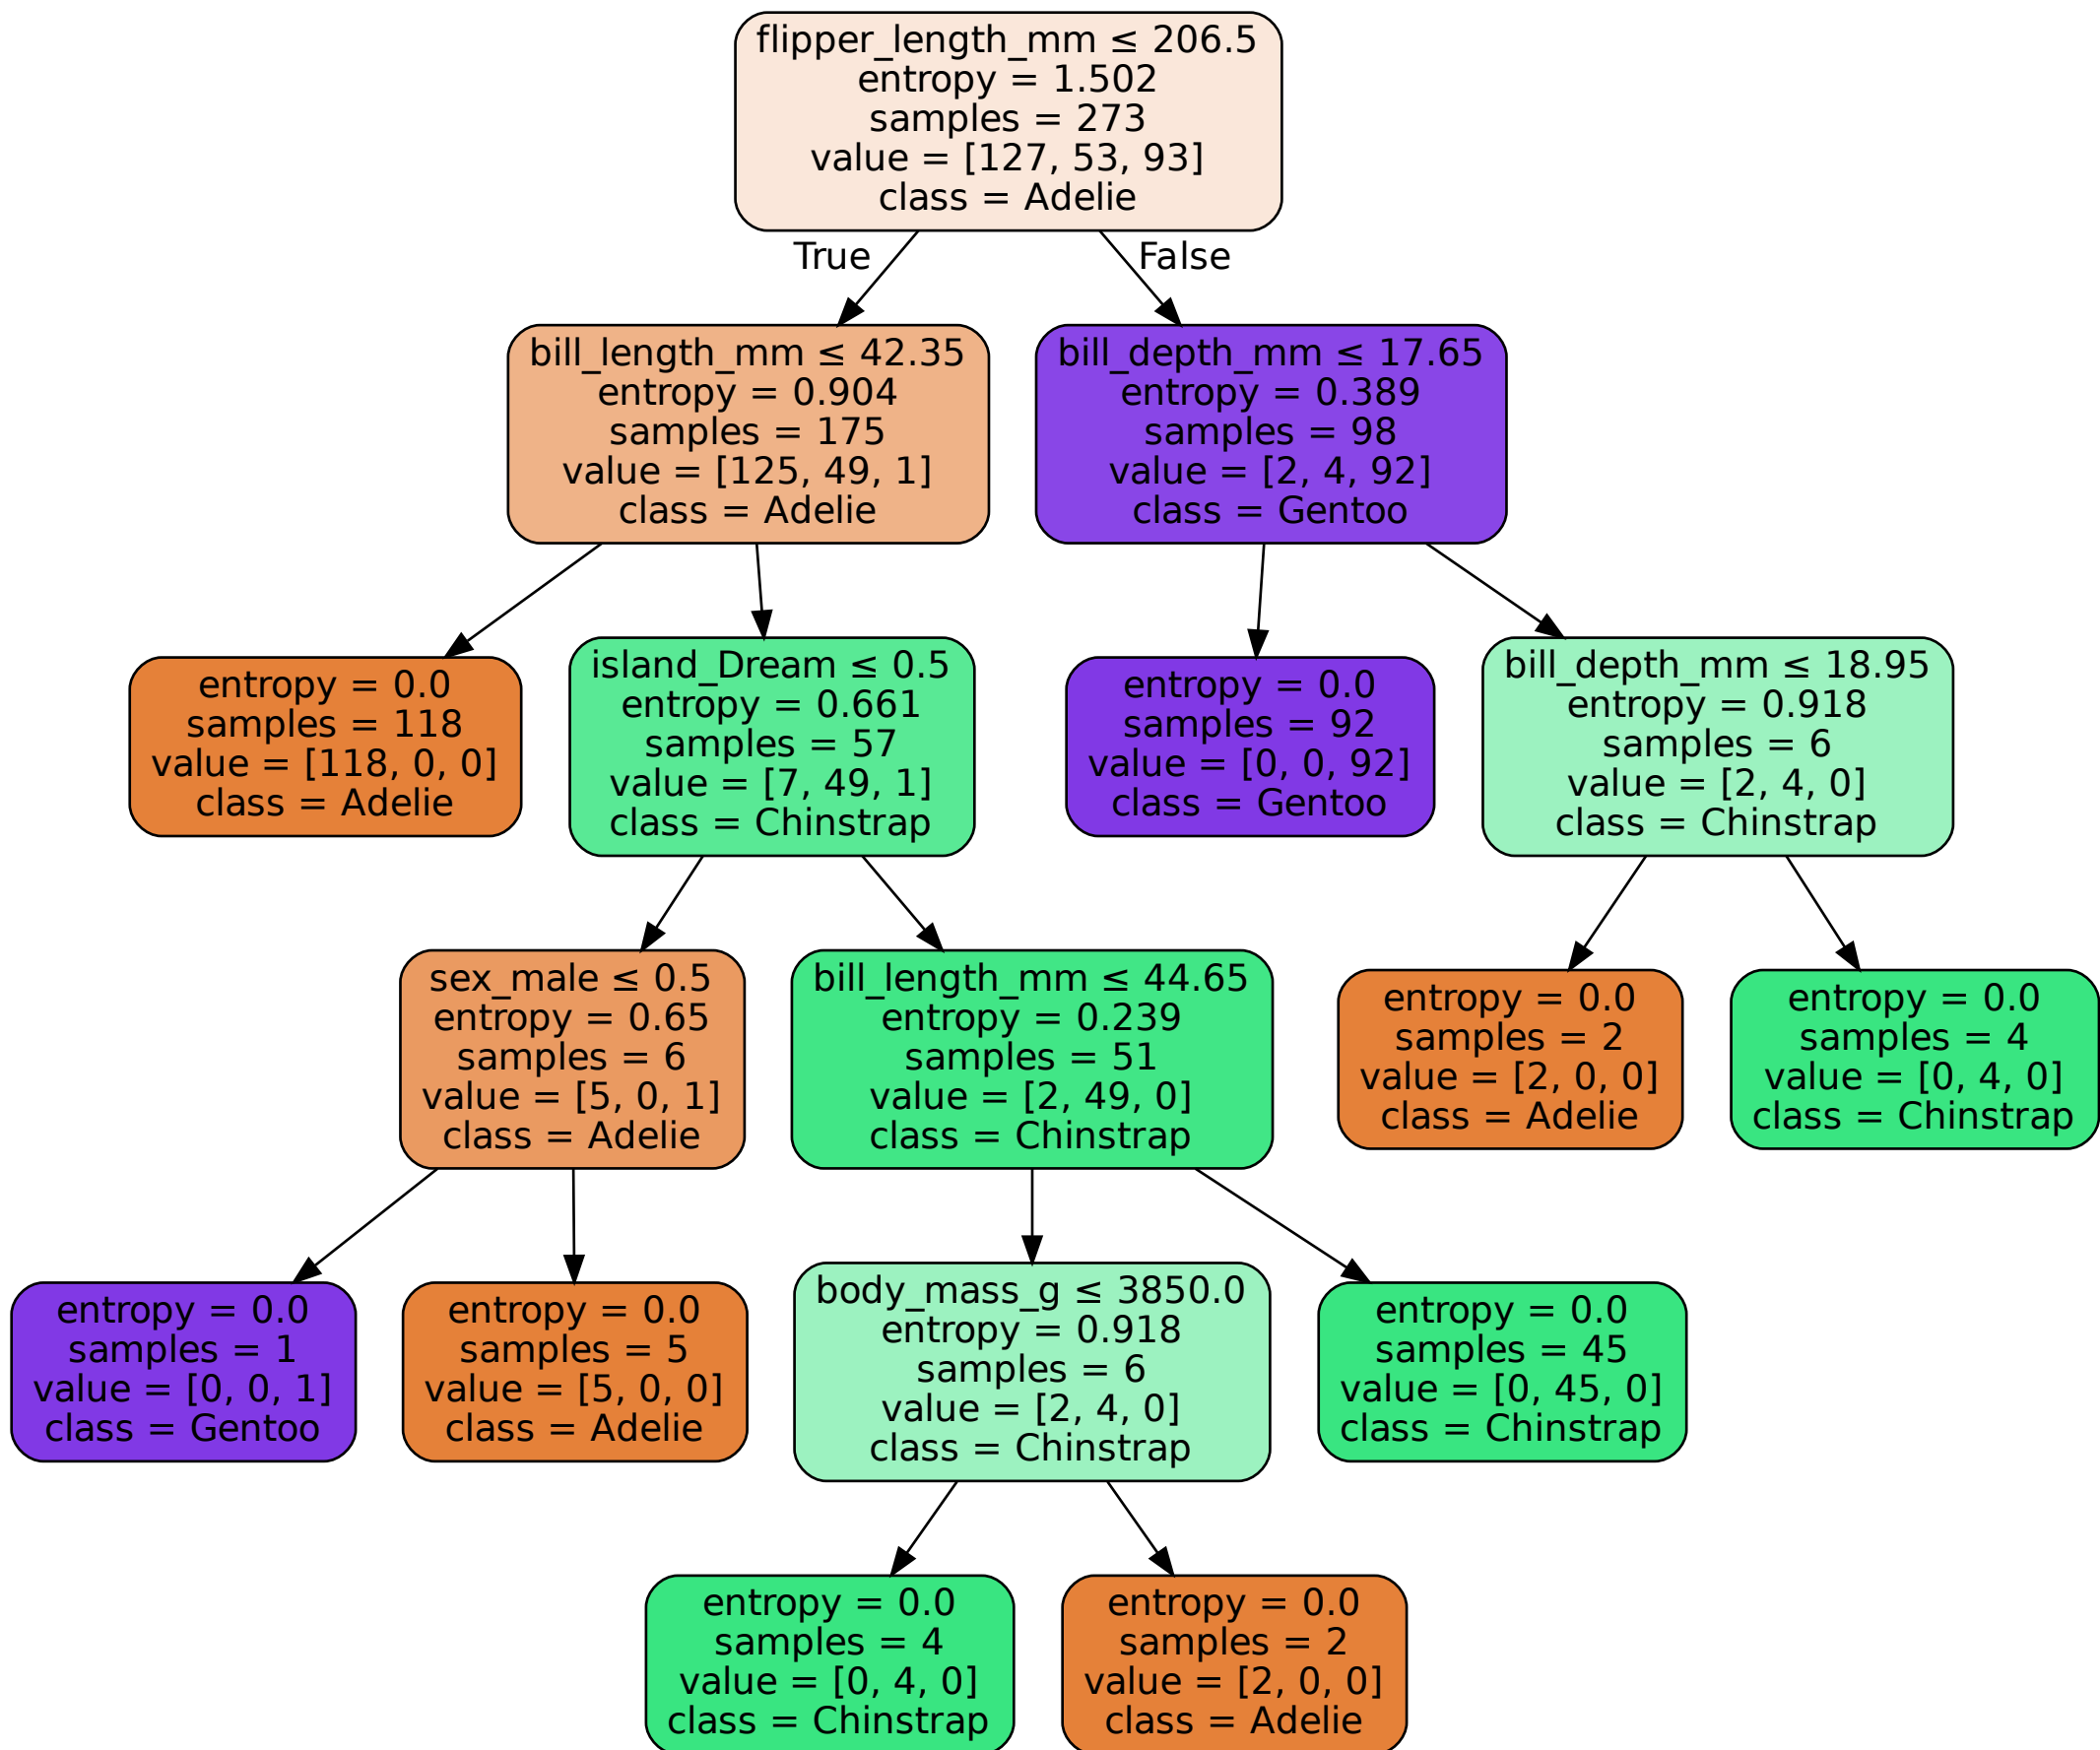 flipper_length_mm ≤ 206.5
entropy = 1.502
samples = 273
value = [127, 53, 93]
class = Adelie
True
False
bill_length_mm ≤ 42.35
entropy = 0.904
samples = 175
value = [125, 49, 1]
class = Adelie
bill_depth_mm ≤ 17.65
entropy = 0.389
samples = 98
value = [2, 4, 92]
class = Gentoo
entropy = 0.0
samples = 118
value = [118, 0, 0]
class = Adelie
island_Dream ≤ 0.5
entropy = 0.661
samples = 57
value = [7, 49, 1]
class = Chinstrap
entropy = 0.0
samples = 92
value = [0, 0, 92]
class = Gentoo
bill_depth_mm ≤ 18.95
entropy = 0.918
samples = 6
value = [2, 4, 0]
class = Chinstrap
sex_male ≤ 0.5
entropy = 0.65
samples = 6
value = [5, 0, 1]
class = Adelie
bill_length_mm ≤ 44.65
entropy = 0.239
samples = 51
value = [2, 49, 0]
class = Chinstrap
entropy = 0.0
samples = 2
value = [2, 0, 0]
class = Adelie
entropy = 0.0
samples = 4
value = [0, 4, 0]
class = Chinstrap
entropy = 0.0
samples = 1
value = [0, 0, 1]
class = Gentoo
entropy = 0.0
samples = 5
value = [5, 0, 0]
class = Adelie
body_mass_g ≤ 3850.0
entropy = 0.918
samples = 6
value = [2, 4, 0]
class = Chinstrap
entropy = 0.0
samples = 45
value = [0, 45, 0]
class = Chinstrap
entropy = 0.0
samples = 4
value = [0, 4, 0]
class = Chinstrap
entropy = 0.0
samples = 2
value = [2, 0, 0]
class = Adelie